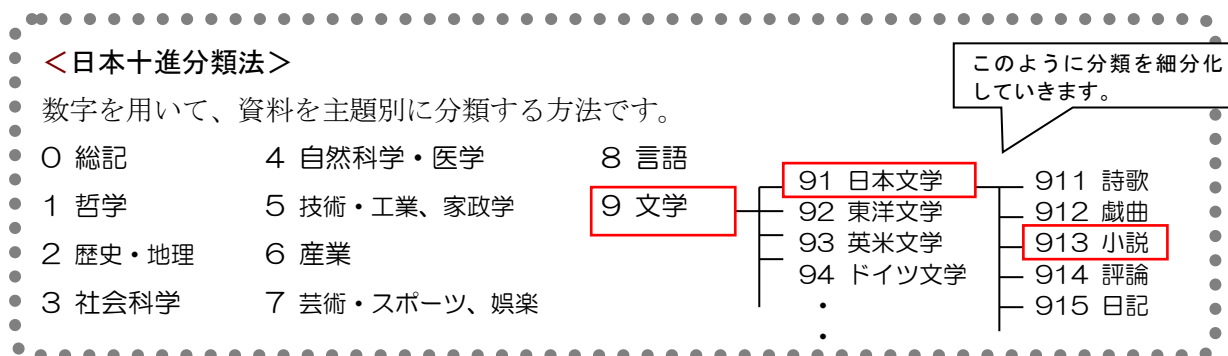 ＜日本十進分類法＞
このように分類を細分化
していきます。
数字を用いて、資料を主題別に分類する方法です。
0 総記
1 哲学
2 歴史・地理
3 社会科学
4 自然科学・医学
5 技術・工業、家政学
6 産業
7 芸術・スポーツ、娯楽
8 言語
9 文学
91 日本文学
92 東洋文学
93 英米文学
94 ドイツ文学
・
・
911 詩歌
912 戯曲
913 小説
914 評論
915 日記